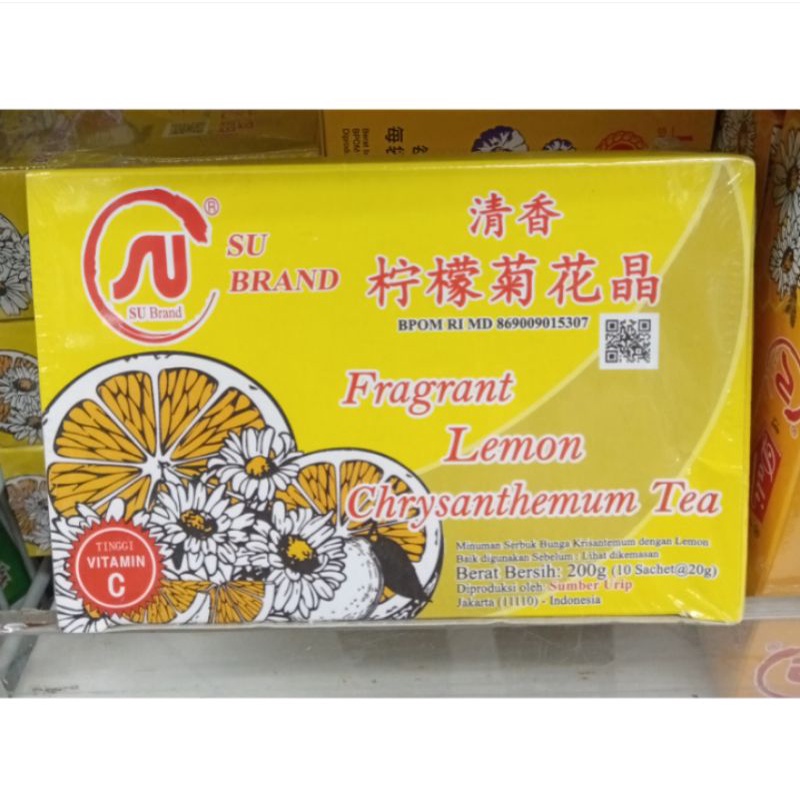 每
BPOM
SU Brand
®
SU
BRAND
清香
柠檬菊花晶
BPOM RI MD 869009015307
Fragrant
Lemon
Chrysanthemum Tea
TINGGI
VITAMIN
C
Minuman Serbuk Bunga Krisantemum dengan Lemon
Baik digunakan Sebelum ; Lihat dikemasan
Berat Bersih: 200g (10 Sachet@20g)
Diproduksi oleh: Sumber Urip
Jakarta (11110) - Indonesia